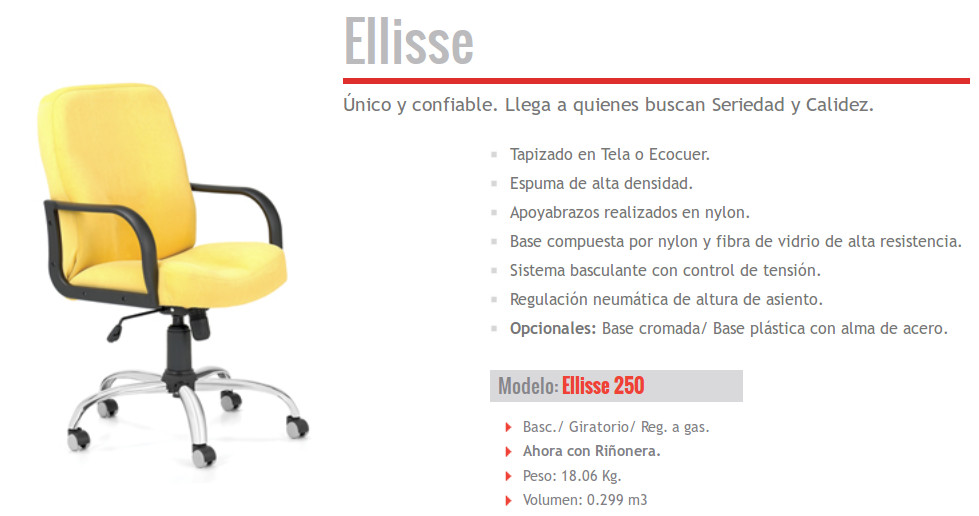 Ellisse
Único y confiable. Llega a quienes buscan Seriedad y Calidez.
Tapizado en Tela o Ecocuer.
Espuma de alta densidad.
Apoyabrazos realizados en nylon.
Base compuesta por nylon y fibra de vidrio de alta resistencia.
Sistema basculante con control de tensión.
Regulación neumática de altura de asiento.
Opcionales: Base cromada/ Base plástica con alma de acero.
Modelo: Ellisse 250
Basc./ Giratorio/ Reg. a gas.
Ahora con Riñonera.
Peso: 18.06 Kg.
Volumen: 0.299 m3